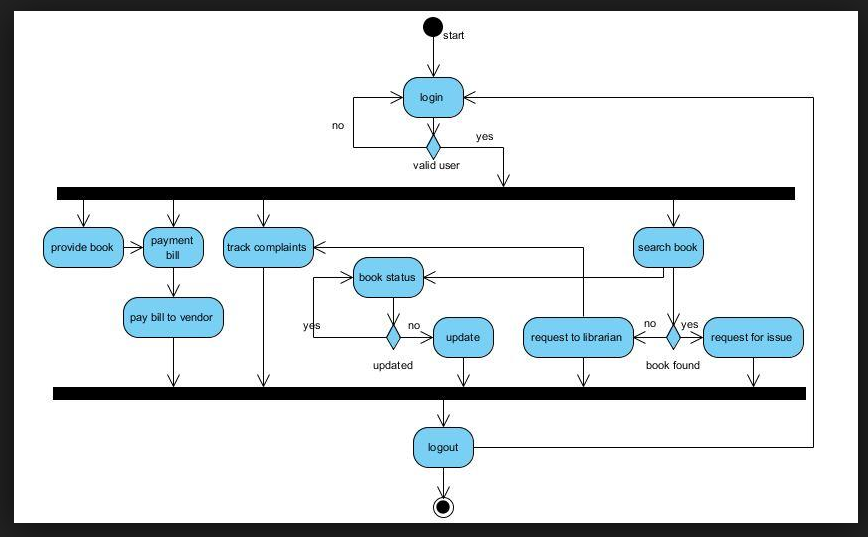 start
login
no
yes
valid user
provide book
payment
bill
track complaints
search book
book status
pay bill to vendor
yes
no
update
request to librarian
no
yes
request for issue
updated
book found
logout